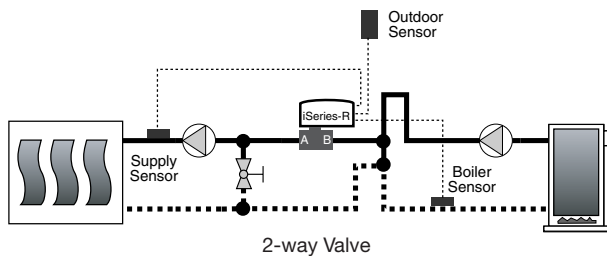 Outdoor
Sensor
iSeries-R
A B
Supply
Sensor
Boiler
Sensor
2-way Valve